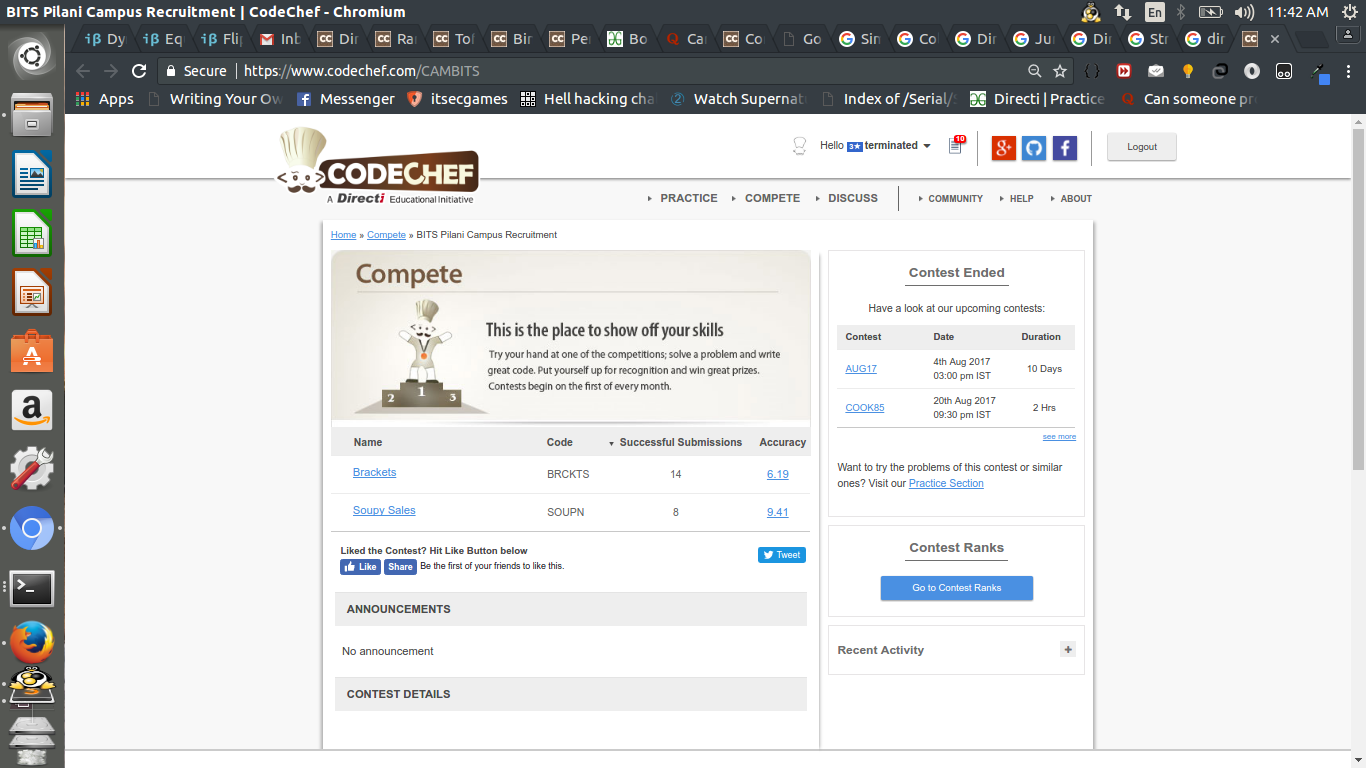 BITS Pilani Campus Recruitment | CodeChef - Chromium
En
11:42 AM
iβ Dy
iβ Eq
iβ Flip
Inb
CC Dir
CC Ra
CC
CC Bir
CC Pe
Bo
Ca
CC Co
Go
Sin
Co
Dir
Ju
Dir
Str
dir
CC
Secure
https://www.codechef.com/CAMBITS
Apps
Writing Your Ow
Messenger
itsecgames
Hell hacking cha
Watch Supernat
Index of /Serial/S
Directi | Practice
Can someone pr
CODECHEF
A Directi Educational Initiative
Hello 3★ terminated
10
Logout
PRACTICE COMPETE DISCUSS
COMMUNITY HELP ABOUT
Home » Compete » BITS Pilani Campus Recruitment
Compete
This is the place to show off your skills
Try your hand at one of the competitions; solve a problem and write
great code. Put yourself up for recognition and win great prizes.
Contests begin on the first of every month.
2 1 3
Name Code Successful Submissions Accuracy
Brackets BRCKTS 14 6.19
Soupy Sales SOUPN 8 9.41
Liked the Contest? Hit Like Button below
Like Share Be the first of your friends to like this.
Tweet
ANNOUNCEMENTS
No announcement
CONTEST DETAILS
Contest Ended
Have a look at our upcoming contests:
Contest Date Duration
AUG17 4th Aug 2017 03:00 pm IST 10 Days
COOK85 20th Aug 2017 09:30 pm IST 2 Hrs
see more
Want to try the problems of this contest or similar
ones? Visit our Practice Section
Contest Ranks
Go to Contest Ranks
Recent Activity